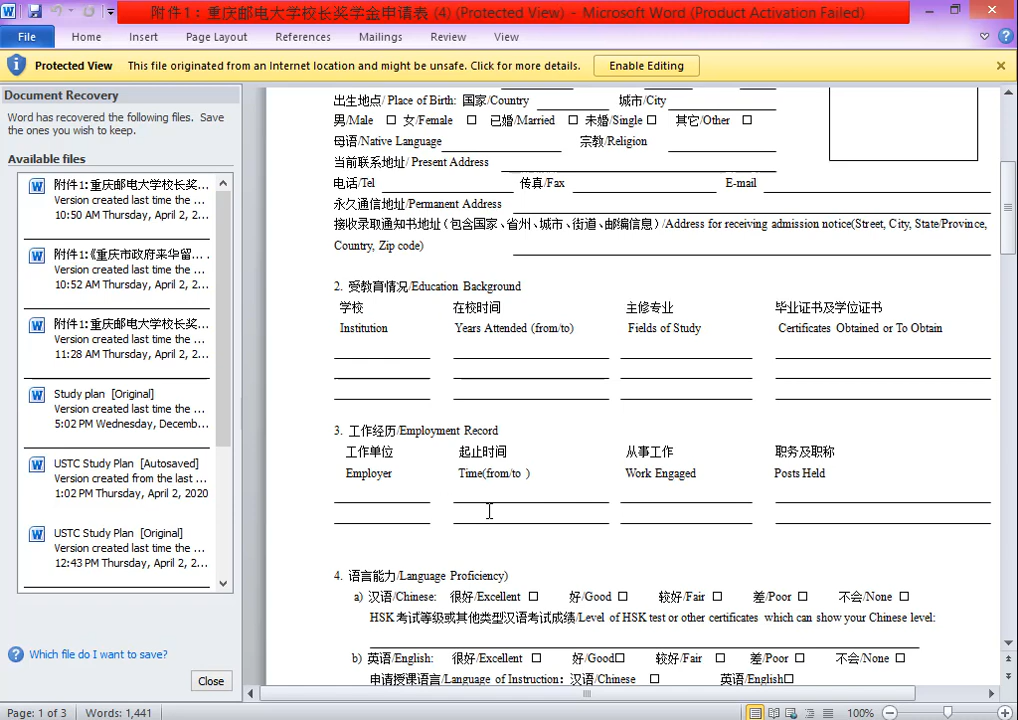 附件1：重庆邮电大学校长奖学金申请表 (4) (Protected View) - Microsoft Word (Product Activation Failed)
File Home Insert Page Layout References Mailings Review View
Protected View This file originated from an Internet location and might be unsafe. Click for more details. Enable Editing
Document Recovery
Word has recovered the following files. Save
the ones you wish to keep.
Available files
附件1:重庆邮电大学校长奖...
Version created last time the ...
10:50 AM Thursday, April 2, 2...
附件1:《重庆市政府来华留... .
Version created last time the ...
10:52 AM Thursday, April 2, 2...
附件1:重庆邮电大学校长奖...
Version created last time the ...
11:28 AM Thursday, April 2, 2...
Study plan [Original]
Version created last time the ...
5:02 PM Wednesday, Decemb...
USTC Study Plan [Autosaved]
Version created from the last ...
1:02 PM Thursday, April 2, 2020
USTC Study Plan [Original]
Version created last time the ...
12:43 PM Thursday, April 2, 2...
Which file do I want to save?
Close
出生地点/ Place of Birth: 国家/Country 城市/City
男/Male □ 女/Female □ 已婚/Married □ 未婚/Single □ 其它/Other □
母语/Native Language 宗教/Religion
当前联系地址/ Present Address
电话/Tel 传真/Fax E-mail
永久通信地址/Permanent Address
接收录取通知书地址（包含国家、省州、城市、街道、邮编信息）/Address for receiving admission notice(Street, City, State/Province,
Country, Zip code)
2. 受教育情况/Education Background
学校 在校时间 主修专业 毕业证书及学位证书
Institution Years Attended (from/to) Fields of Study Certificates Obtained or To Obtain
3. 工作经历/Employment Record
工作单位 起止时间 从事工作 职务及职称
Employer Time(from/to ) Work Engaged Posts Held
4. 语言能力/Language Proficiency)
a) 汉语/Chinese: 很好/Excellent □ 好/Good □ 较好/Fair □ 差/Poor □ 不会/None □
HSK 考试等级或其他类型汉语考试成绩/Level of HSK test or other certificates which can show your Chinese level:
b) 英语/English: 很好/Excellent □ 好/Good□ 较好/Fair □ 差/Poor □ 不会/None □
申请授课语言/Language of Instruction: 汉语/Chinese □ 英语/English□
Page: 1 of 3 Words: 1,441 100%